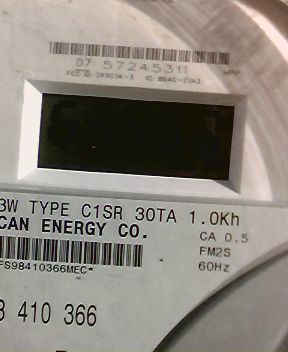 07 57245311
3W TYPE C1SR 30TA 1.0Kh
CAN ENERGY CO.
CA 0.5
FM2S
60Hz
FS98410366MEC*
8 410 366